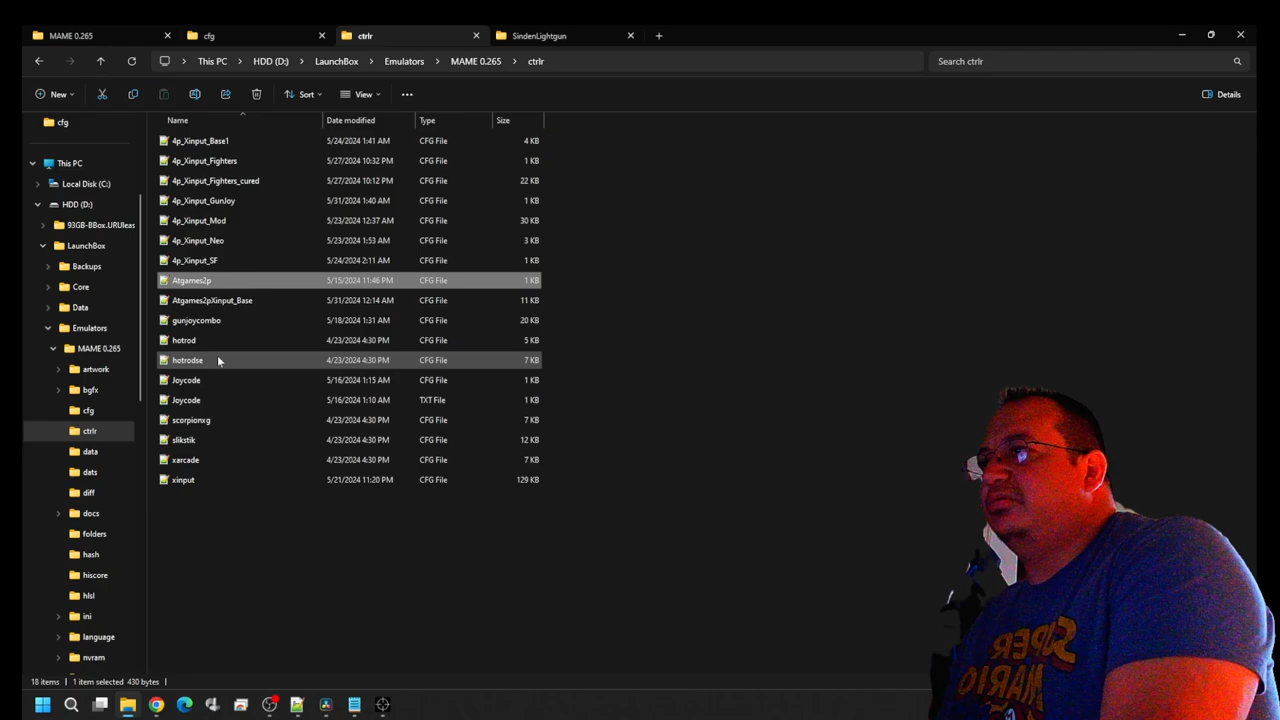 MAME 0.265
cfg
ctrlr
SindenLightgun
This PC > HDD (D:) > LaunchBox > Emulators > MAME 0.265 > ctrlr
Search ctrlr
New
Sort
View
Details
cfg
This PC
Local Disk (C:)
HDD (D:)
93GB-BBox.URUleas
LaunchBox
Backups
Core
Data
Emulators
MAME 0.265
artwork
bgfx
cfg
ctrlr
data
dats
diff
docs
folders
hash
hiscore
hlsl
ini
language
nvram
Name Date modified Type Size
4p_Xinput_Base1 5/24/2024 1:41 AM CFG File 4 KB
4p_Xinput_Fighters 5/27/2024 10:32 PM CFG File 1 KB
4p_Xinput_Fighters_cured 5/27/2024 10:12 PM CFG File 22 KB
4p_Xinput_GunJoy 5/31/2024 1:40 AM CFG File 1 KB
4p_Xinput_Mod 5/23/2024 12:37 AM CFG File 30 KB
4p_Xinput_Neo 5/23/2024 1:53 AM CFG File 3 KB
4p_Xinput_SF 5/24/2024 2:11 AM CFG File 1 KB
Atgames2p 5/15/2024 11:46 PM CFG File 1 KB
Atgames2pXinput_Base 5/31/2024 12:14 AM CFG File 11 KB
gunjoycombo 5/18/2024 1:31 AM CFG File 20 KB
hotrod 4/23/2024 4:30 PM CFG File 5 KB
hotrodse 4/23/2024 4:30 PM CFG File 7 KB
Joycode 5/16/2024 1:15 AM CFG File 1 KB
Joycode 5/16/2024 1:10 AM TXT File 1 KB
scorpionxg 4/23/2024 4:30 PM CFG File 7 KB
slikstik 4/23/2024 4:30 PM CFG File 12 KB
xarcade 4/23/2024 4:30 PM CFG File 7 KB
xinput 5/21/2024 11:20 PM CFG File 129 KB
18 items 1 item selected 430 bytes
SUPER
MARIO